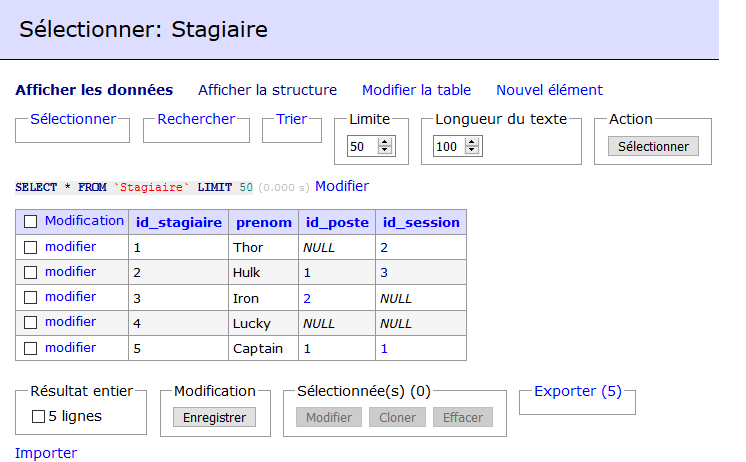 Sélectionner: Stagiaire
Afficher les données Afficher la structure Modifier la table Nouvel élément
Sélectionner Rechercher Trier Limite Longueur du texte Action
50 100 Sélectionner
SELECT * FROM `Stagiaire` LIMIT 50 (0.000 s) Modifier
Modification id_stagiaire prenom id_poste id_session
modifier 1 Thor NULL 2
modifier 2 Hulk 1 3
modifier 3 Iron 2 NULL
modifier 4 Lucky NULL NULL
modifier 5 Captain 1 1
Résultat entier Modification Sélectionnée(s) (0) Exporter (5)
5 lignes Enregistrer Modifier Cloner Effacer
Importer